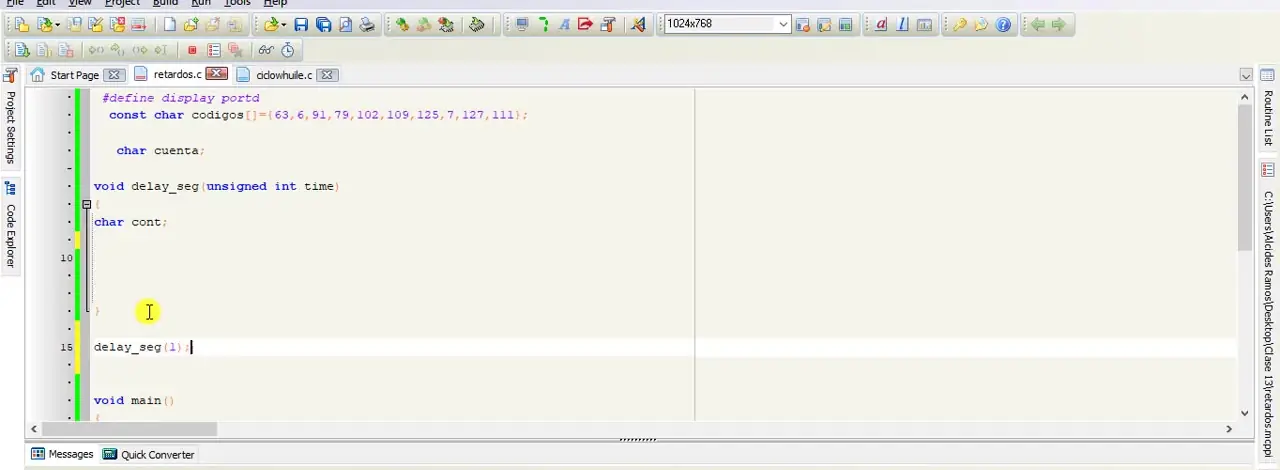 File Edit View Project Build Run Tools Help
1024x768
Start Page retardos.c ciclowhuile.c
Project Settings
Code Explorer
#define display portd
const char codigos[]={63,6,91,79,102,109,125,7,127,111};
char cuenta;
void delay_seg(unsigned int time)
{
char cont;
10
}
15 delay_seg(1);
void main()
{
Routine List
C:\Users\Alcides Ramos\Desktop\Clase 13\retardos.mcppi
Messages Quick Converter